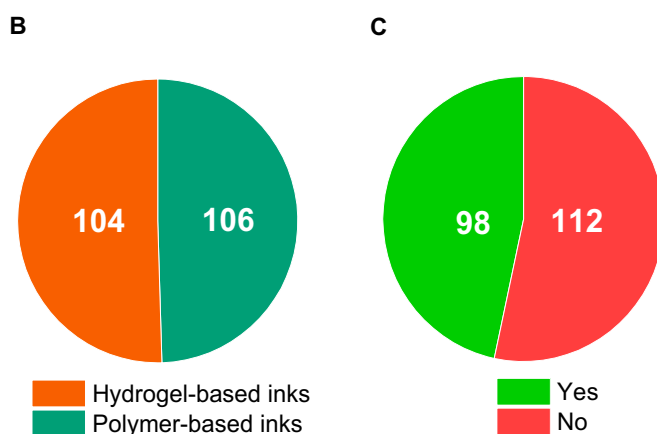 B
C
104
106
98
112
Hydrogel-based inks
Polymer-based inks
Yes
No